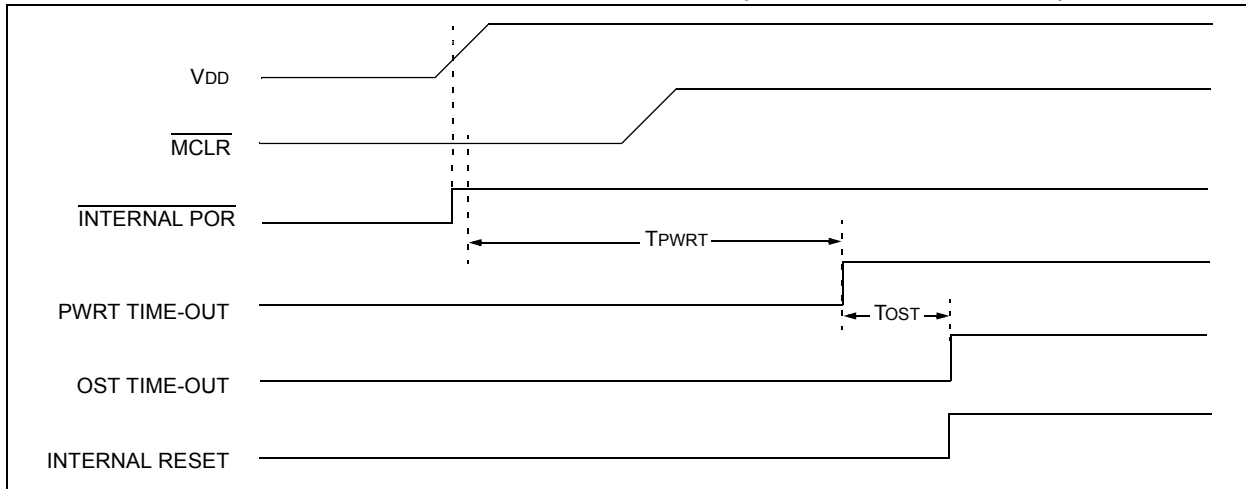 VDD
MCLR
INTERNAL POR
TPWRT
PWRT TIME-OUT
TOST
OST TIME-OUT
INTERNAL RESET